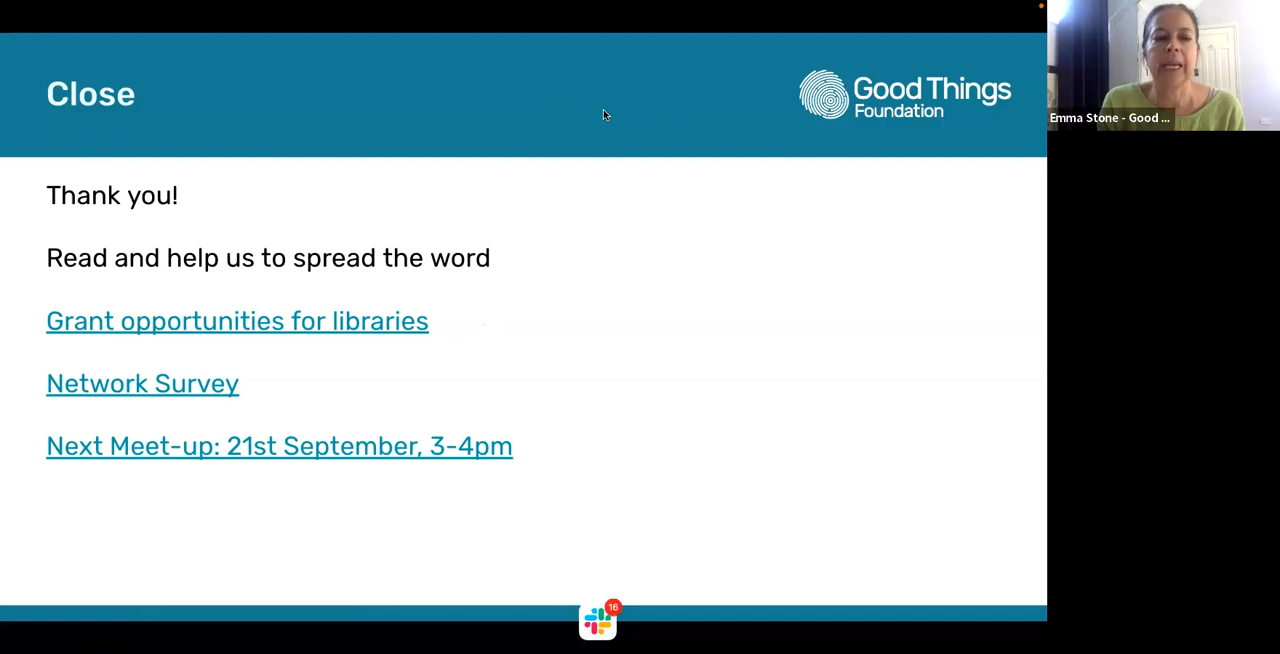 Close
Good Things
Foundation
Emma Stone - Good ...
Thank you!
Read and help us to spread the word
Grant opportunities for libraries
Network Survey
Next Meet-up: 21st September, 3-4pm
16